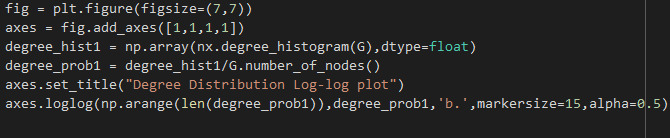 fig = plt.figure(figsize=(7,7))
axes = fig.add_axes([1,1,1,1])
degree_hist1 = np.array(nx.degree_histogram(G),dtype=float)
degree_prob1 = degree_hist1/G.number_of_nodes()
axes.set_title("Degree Distribution Log-log plot")
axes.loglog(np.arange(len(degree_prob1)),degree_prob1,'b.',markersize=15,alpha=0.5)